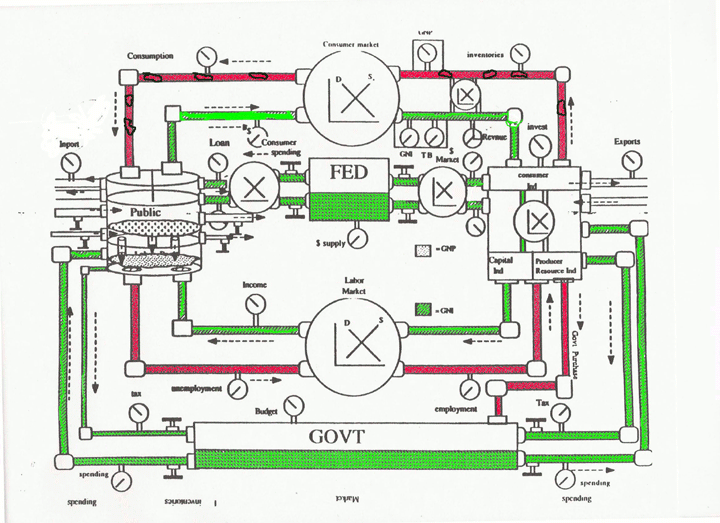 Consumer market
GNP
Consumption
inventories
D
S.
B$
Consumer
spending
GNI
T B
$
Market
Revnue
invest
Import
Loan
Exports
FED
consumer
Ind
Public
$ supply
= GNP
Capital
Ind
Producer
Resource Ind
Labor
Market
Income
= GNI
D
S
Govt Purchase
unemployment
employment
tax
Budget
Tax
GOVT
spending
spending
spending
inventories
Market
spending